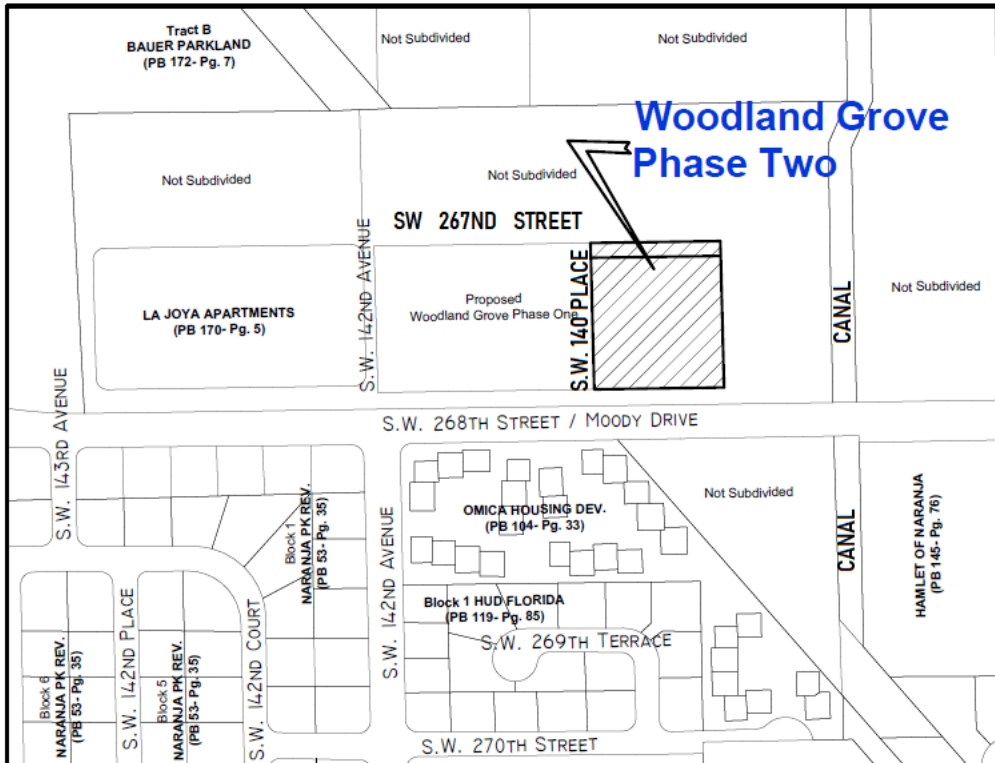 Tract B
BAUER PARKLAND
(PB 172- Pg. 7)
Not Subdivided
Not Subdivided
Woodland Grove
Phase Two
Not Subdivided
Not Subdivided
SW 267ND STREET
S.W. 142ND AVENUE
S.W. 140 PLACE
LA JOYA APARTMENTS
(PB 170- Pg. 5)
Proposed
Woodland Grove Phase One
CANAL
Not Subdivided
S.W. 143RD AVENUE
S.W. 268TH STREET / MOODY DRIVE
Block 1
NARANJA PK REV.
(PB 53- Pg. 35)
S.W. 142ND AVENUE
OMICA HOUSING DEV.
(PB 104- Pg. 33)
Not Subdivided
CANAL
HAMLET OF NARANJA
(PB 145- Pg. 76)
Block 1 HUD FLORIDA
(PB 119- Pg. 85)
S.W. 269TH TERRACE
Block 6
NARANJA PK REV.
(PB 53- Pg. 35)
S.W. 142ND PLACE
Block 5
NARANJA PK REV.
(PB 53- Pg. 35)
S.W. 142ND COURT
S.W. 270TH STREET